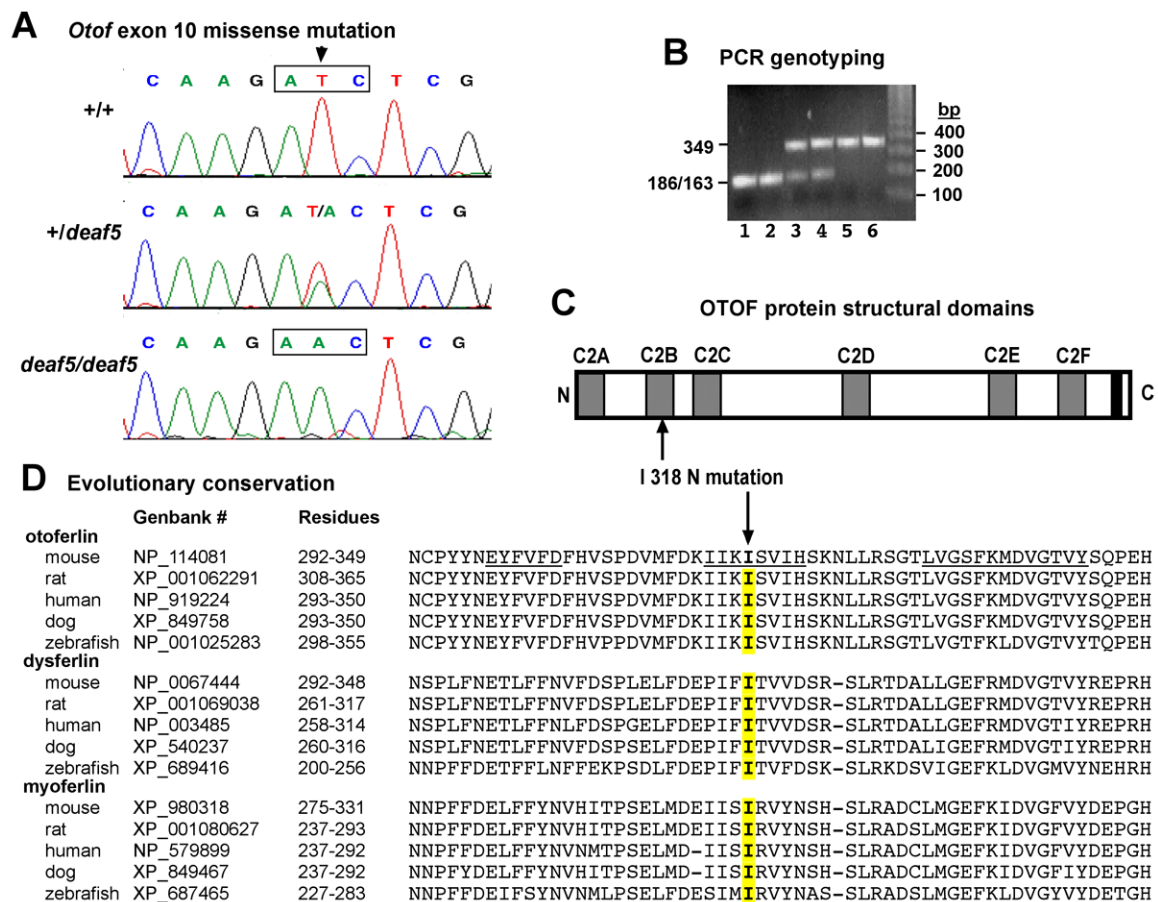 A Otof exon 10 missense mutation
C A A G A T C T C G
+/+
C A A G A T/A C T C G
+/deaf5
C A A G A A C T C G
deaf5/deaf5
B PCR genotyping
bp
349
400
300
186/163
200
100
1 2 3 4 5 6
C OTOF protein structural domains
C2A C2B C2C C2D C2E C2F
N C
I 318 N mutation
D Evolutionary conservation
Genbank # Residues
otoferlin
mouse NP_114081 292-349 NCPYYNEYFVFDFHVSPDVMFDKIIKISVIHSKNLLRSGTLVGSFKMDVGTVYSQPEH
rat XP_001062291 308-365 NCPYYNEYFVFDFHVSPDVMFDKIIKISVIHSKNLLRSGTLVGSFKMDVGTVYSQPEH
human NP_919224 293-350 NCPYYNEYFVFDFHVSPDVMFDKIIKISVIHSKNLLRSGTLVGSFKMDVGTVYSQPEH
dog XP_849758 293-350 NCPYYNEYFVFDFHVSPDVMFDKIIKISVIHSKNLLRSGTLVGSFKMDVGTVYSQPEH
zebrafish NP_001025283 298-355 NCPYYNEYFVFDFHVPPDVMFDKIIKISVIHSKNLLRSGTLVGTFKLDVGTVYTQPEH
dysferlin
mouse NP_0067444 292-348 NSPLFNETLFFNVFDSPLELFDEPIFITVVDSR-SLRTDALLGEFRMDVGTVYREPRH
rat XP_001069038 261-317 NSPLFNETLFFNVFDSPLELFDEPIFITVVDSR-SLRTDALLGEFRMDVGTVYREPRH
human NP_003485 258-314 NSPLFNETLFFNLFDSPGELFDEPIFITVVDSR-SLRTDALLGEFRMDVGTIYREPRH
dog XP_540237 260-316 NSPLFNETLFFNVFDSPSELFDEPIFITVVDSR-SLRTDALIGEFRMDVGTIYREPRH
zebrafish XP_689416 200-256 NNPFFDETFFLNFFEKPSDLFDEPIFITVFDSK-SLRKDSVIGEFKLDVGMVYNEHRH
myoferlin
mouse XP_980318 275-331 NNPFFDELFFYNVHITPSELMDEIISIRVYNSH-SLRADCLMGEFKIDVGFVYDEPGH
rat XP_001080627 237-293 NNPFFDELFFYNVHITPSELMDEIISIRVYNSH-SLRADSLMGEFKIDVGFVYDEPGH
human NP_579899 237-292 NNPFFDELFFYNVNMTPSELMD-IISIRVYNSH-SLRADCLMGEFKIDVGFVYDEPGH
dog XP_849467 237-292 NNPFFDELFFYNVHMTPSELMD-IISIRVYNSH-SLRADCLMGEFKIDVGFIYDEPGH
zebrafish XP_687465 227-283 NNPYFDEIFSYNVNMLPSELFDESIMIRVYNAS-SLRSDSLMGEFKLDVGYVYDETGH